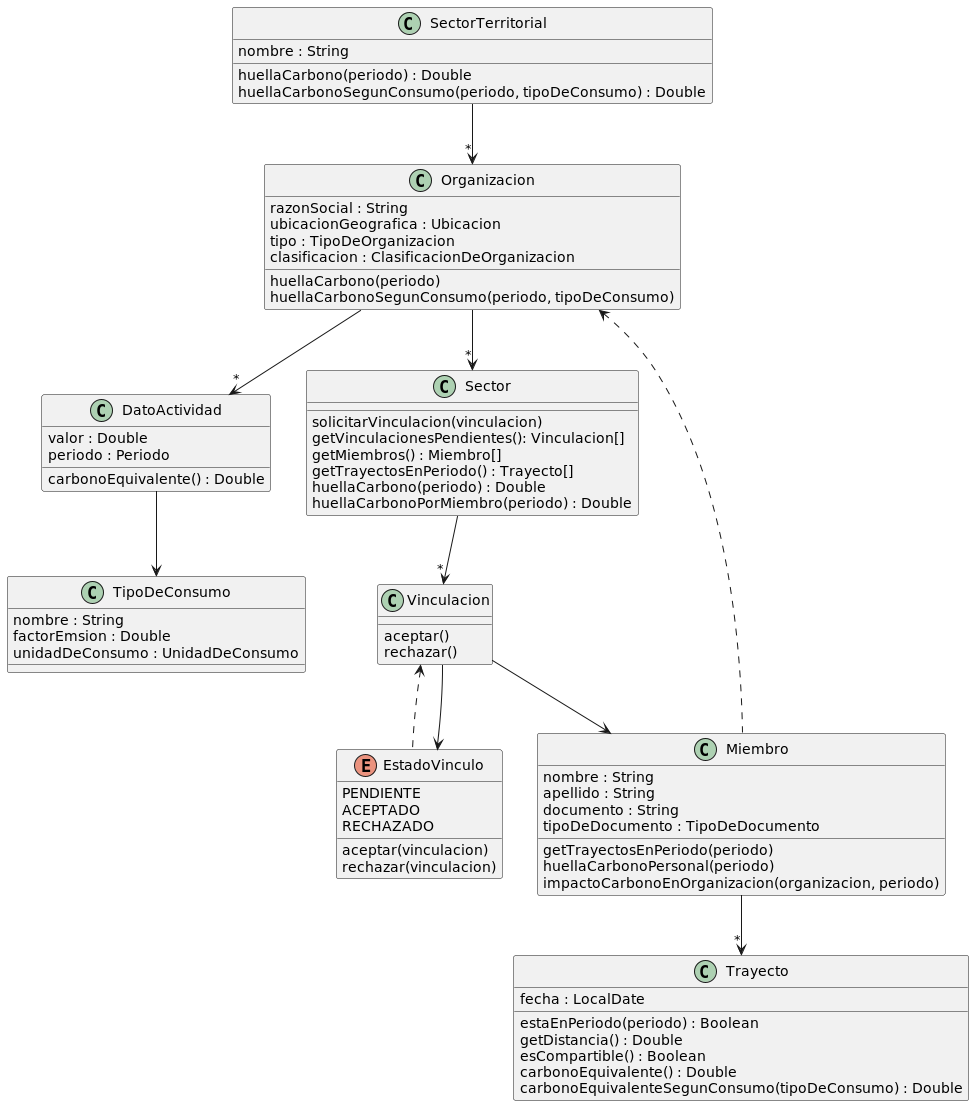 C SectorTerritorial
nombre : String
huellaCarbono(periodo) : Double
huellaCarbonoSegunConsumo(periodo, tipoDeConsumo) : Double
*
C Organizacion
razonSocial : String
ubicacionGeografica : Ubicacion
tipo : TipoDeOrganizacion
clasificacion : ClasificacionDeOrganizacion
huellaCarbono(periodo)
huellaCarbonoSegunConsumo(periodo, tipoDeConsumo)
*
*
C DatoActividad
valor : Double
periodo : Periodo
carbonoEquivalente() : Double
C Sector
solicitarVinculacion(vinculacion)
getVinculacionesPendientes(): Vinculacion[]
getMiembros() : Miembro[]
getTrayectosEnPeriodo() : Trayecto[]
huellaCarbono(periodo) : Double
huellaCarbonoPorMiembro(periodo) : Double
*
C TipoDeConsumo
nombre : String
factorEmsion : Double
unidadDeConsumo : UnidadDeConsumo
C Vinculacion
aceptar()
rechazar()
E EstadoVinculo
PENDIENTE
ACEPTADO
RECHAZADO
aceptar(vinculacion)
rechazar(vinculacion)
C Miembro
nombre : String
apellido : String
documento : String
tipoDeDocumento : TipoDeDocumento
getTrayectosEnPeriodo(periodo)
huellaCarbonoPersonal(periodo)
impactoCarbonoEnOrganizacion(organizacion, periodo)
*
C Trayecto
fecha : LocalDate
estaEnPeriodo(periodo) : Boolean
getDistancia() : Double
esCompartible() : Boolean
carbonoEquivalente() : Double
carbonoEquivalenteSegunConsumo(tipoDeConsumo) : Double